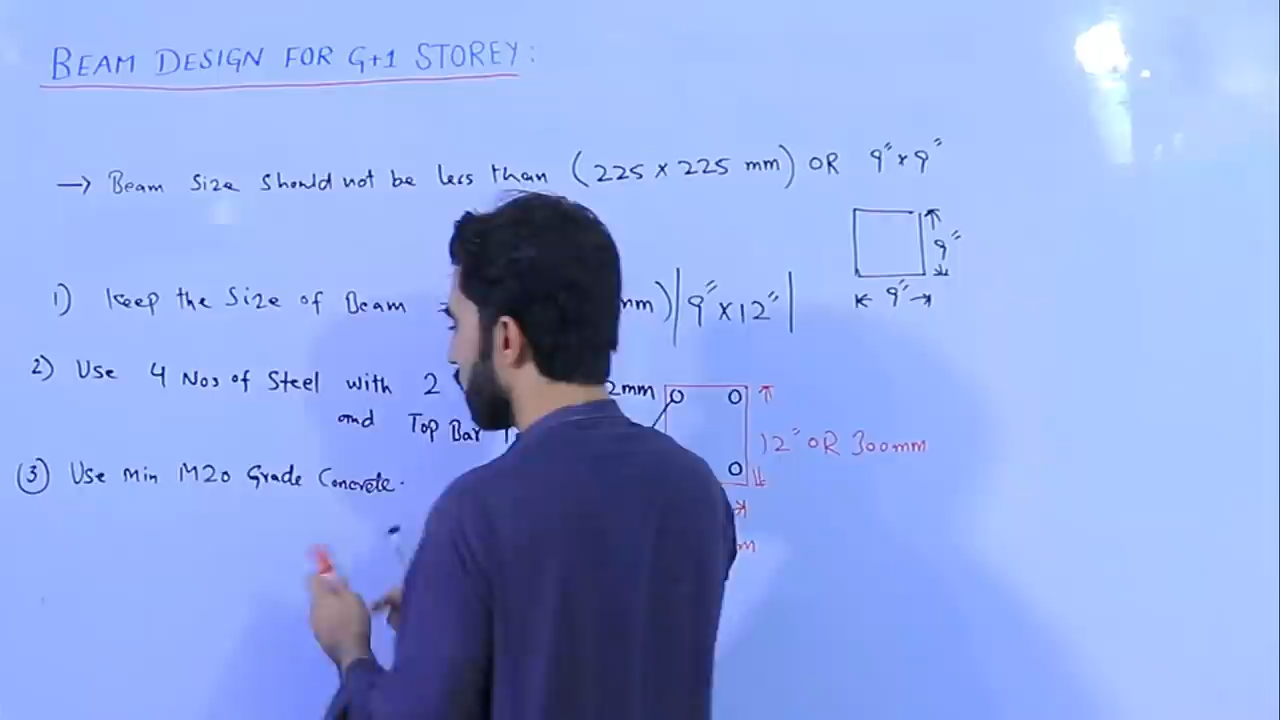 BEAM DESIGN FOR G+1 STOREY:
→ Beam Size Should not be less than (225 x 225 mm) OR 9" x 9"
9"
9"
1) Keep the Size of Beam mm) | 9" x 12" |
2) Use 4 Nos of Steel with 2 2mm
and Top Bar
12" OR 300mm
(3) Use Min M20 Grade Concrete.
m